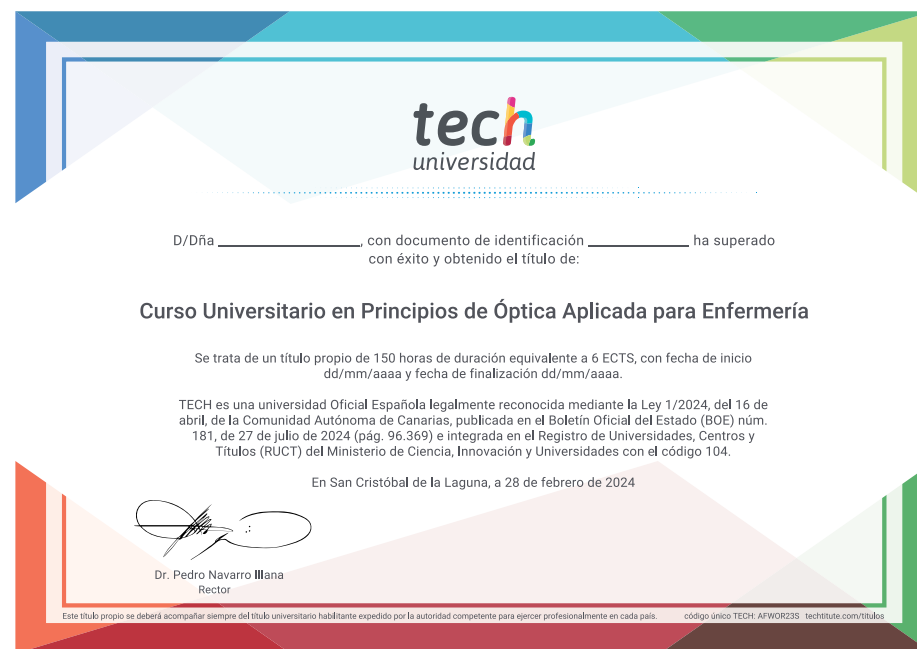 tech
universidad
D/Dña ______________, con documento de identificación __________ ha superado
con éxito y obtenido el título de:
Curso Universitario en Principios de Óptica Aplicada para Enfermería
Se trata de un título propio de 150 horas de duración equivalente a 6 ECTS, con fecha de inicio
dd/mm/aaaa y fecha de finalización dd/mm/aaaa.
TECH es una universidad Oficial Española legalmente reconocida mediante la Ley 1/2024, del 16 de
abril, de la Comunidad Autónoma de Canarias, publicada en el Boletín Oficial del Estado (BOE) núm.
181, de 27 de julio de 2024 (pág. 96.369) e integrada en el Registro de Universidades, Centros y
Títulos (RUCT) del Ministerio de Ciencia, Innovación y Universidades con el código 104.
En San Cristóbal de la Laguna, a 28 de febrero de 2024
Dr. Pedro Navarro Illana
Rector
Este título propio se deberá acompañar siempre del título universitario habilitante expedido por la autoridad competente para ejercer profesionalmente en cada país. código único TECH: AFWOR23S techtitute.com/titulos